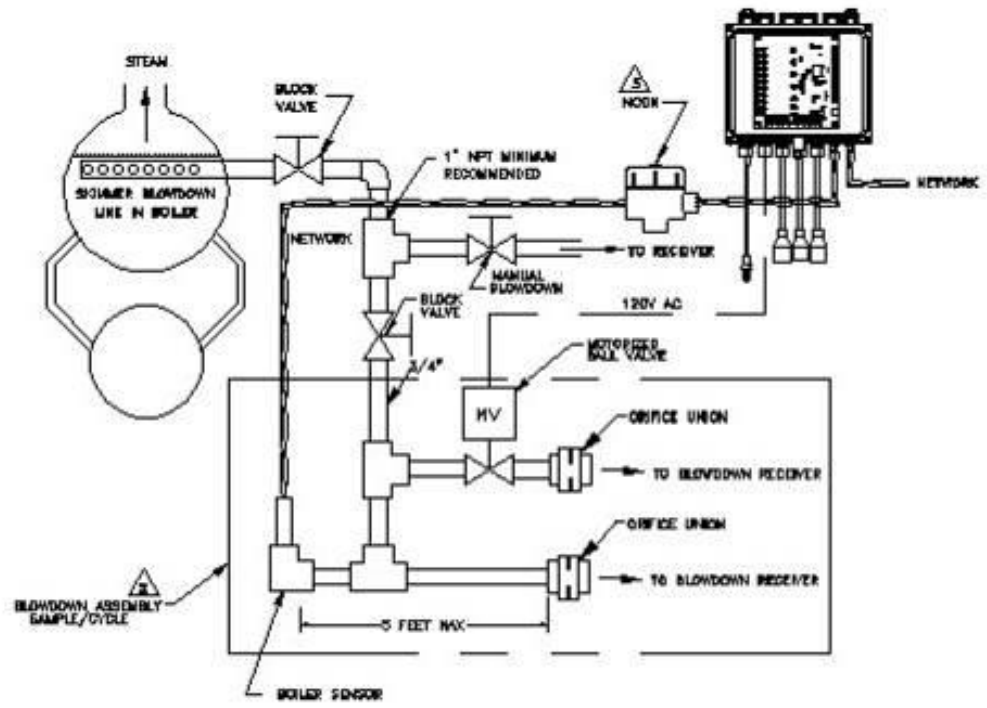 STEAM
BLOCK
VALVE
5
NODE
1" NPT MINIMUM
RECOMMENDED
SKIMMER BLOWDOWN
LINE IN BOILER
NETWORK
NETWORK
TO RECEIVER
MANUAL
BLOWDOWN
BLOCK
VALVE
120V AC
3/4"
MOTORIZED
BALL VALVE
MV
ORIFICE UNION
TO BLOWDOWN RECEIVER
ORIFICE UNION
TO BLOWDOWN RECEIVER
BLOWDOWN ASSEMBLY
SAMPLE/CYCLE
5 FEET MAX
BOILER SENSOR